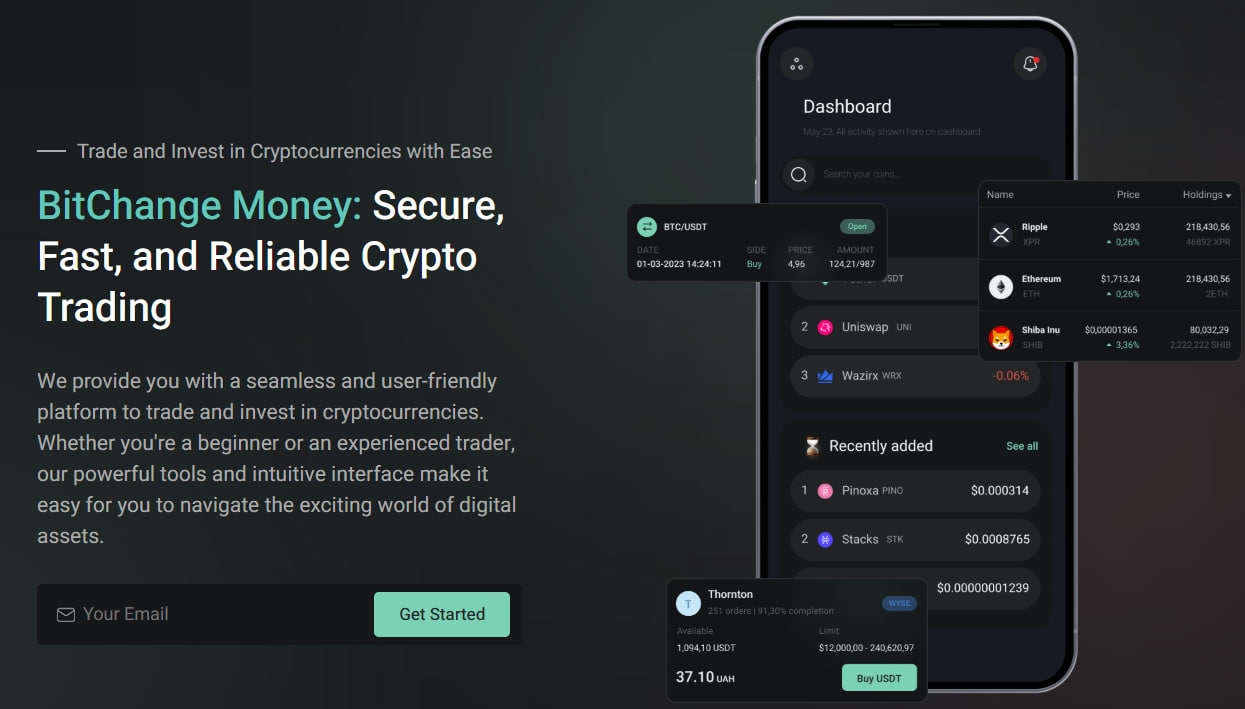 Trade and Invest in Cryptocurrencies with Ease
BitChange Money: Secure,
Fast, and Reliable Crypto
Trading
We provide you with a seamless and user-friendly
platform to trade and invest in cryptocurrencies.
Whether you're a beginner or an experienced trader,
our powerful tools and intuitive interface make it
easy for you to navigate the exciting world of digital
assets.
Your Email
Get Started
Dashboard
May 23, All activity shown here on dashboard
Search your coins...
BTC/USDT Open
DATE SIDE PRICE AMOUNT
01-03-2023 14:24:11 Buy 4,96 124,21/987
Name Price Holdings
Ripple $0,293 218,430,56
XPR 0,26% 46892 XPR
Ethereum $1,713,24 218,430,56
ETH 0,26% 2ETH
Shiba Inu $0,00001365 80,032,29
SHIB 3,36% 2,222,222 SHIB
USDT
2 Uniswap UNI
3 Wazirx WRX -0.06%
Recently added See all
1 Pinoxa PINO $0.000314
2 Stacks STK $0.0008765
$0.00000001239
T Thornton WYSE
251 orders | 91,30% completion
Available Limit
1,094,10 USDT $12,000,00 - 240,620,97
37.10 UAH Buy USDT